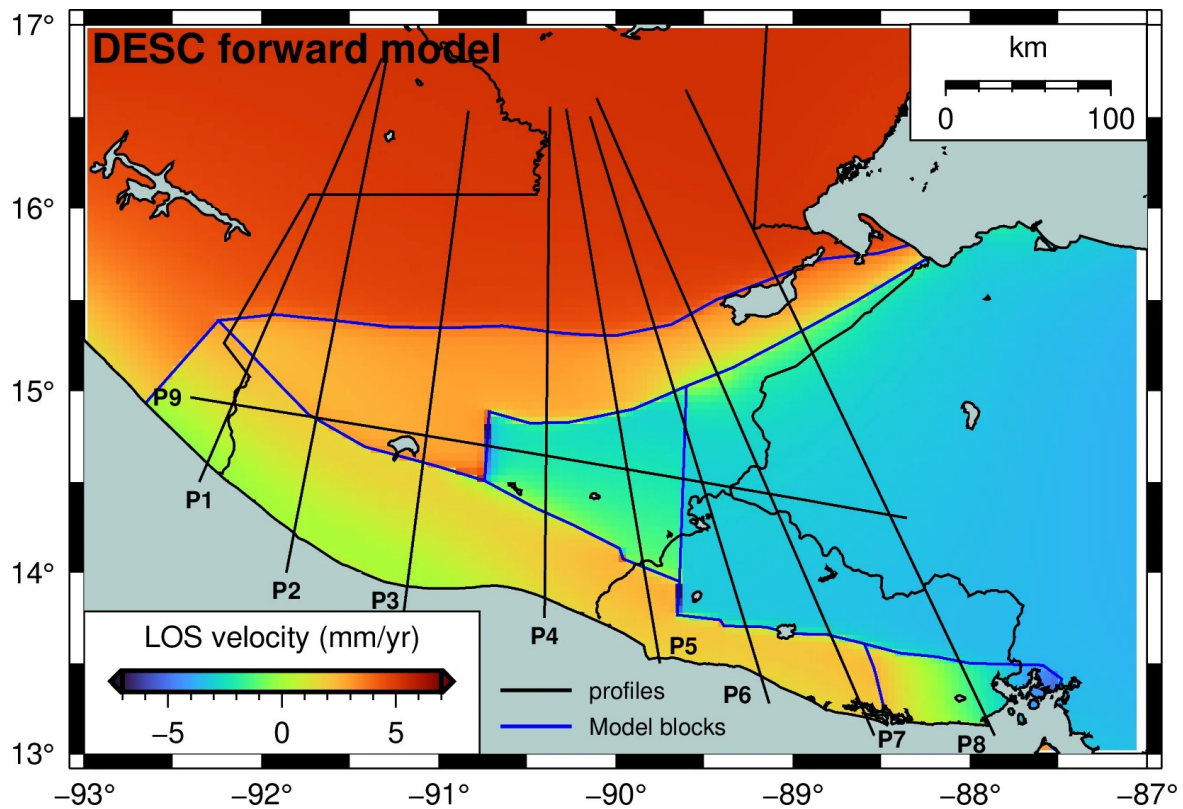 17°
DESC forward model
km
0 100
16°
15°
P9
P1
14°
P2
P3
P4
P5
LOS velocity (mm/yr)
−5 0 5
profiles
Model blocks
P6
P7
P8
13°
−93° −92° −91° −90° −89° −88° −87°